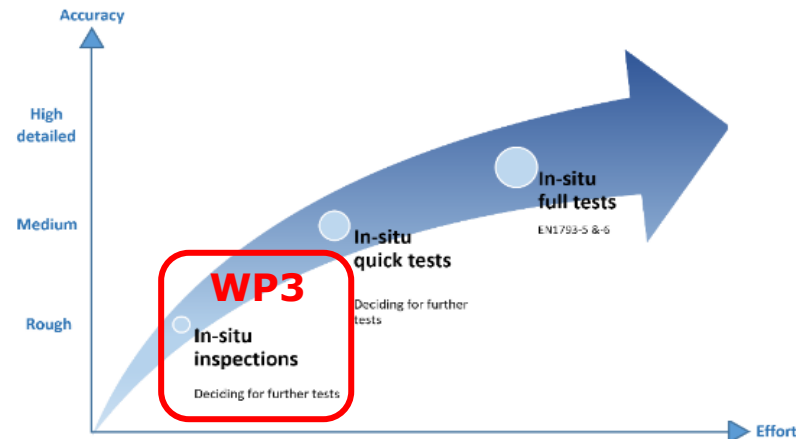 Accuracy
High
detailed
Medium
Rough
In-situ
full tests
EN1793-5 &-6
In-situ
quick tests
Deciding for further
tests
WP3
In-situ
inspections
Deciding for further tests
Effort